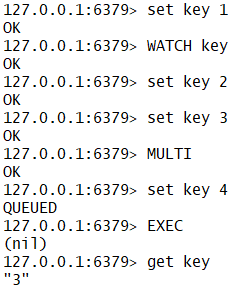 127.0.0.1:6379> set key 1
OK
127.0.0.1:6379> WATCH key
OK
127.0.0.1:6379> set key 2
OK
127.0.0.1:6379> set key 3
OK
127.0.0.1:6379> MULTI
OK
127.0.0.1:6379> set key 4
QUEUED
127.0.0.1:6379> EXEC
(nil)
127.0.0.1:6379> get key
"3"